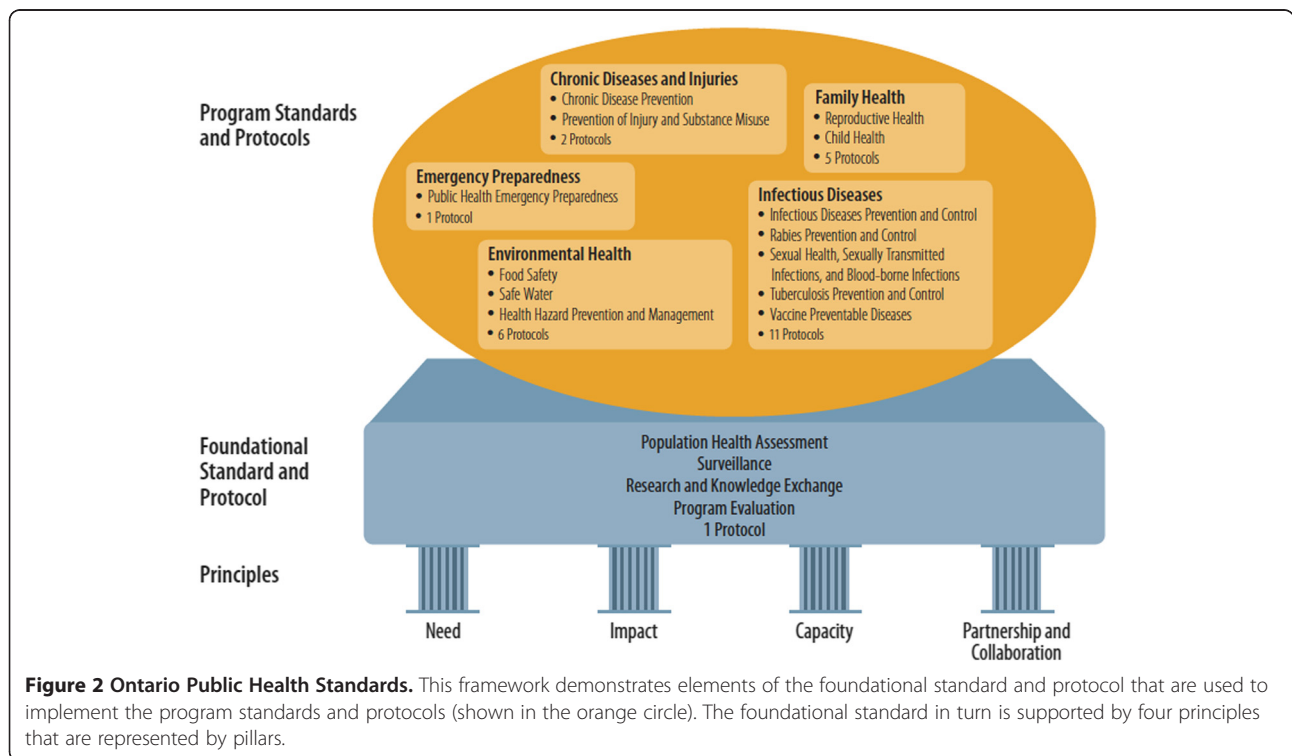 Program Standards
and Protocols
Chronic Diseases and Injuries
• Chronic Disease Prevention
• Prevention of Injury and Substance Misuse
• 2 Protocols
Family Health
• Reproductive Health
• Child Health
• 5 Protocols
Emergency Preparedness
• Public Health Emergency Preparedness
• 1 Protocol
Infectious Diseases
• Infectious Diseases Prevention and Control
• Rabies Prevention and Control
• Sexual Health, Sexually Transmitted
Infections, and Blood-borne Infections
• Tuberculosis Prevention and Control
• Vaccine Preventable Diseases
• 11 Protocols
Environmental Health
• Food Safety
• Safe Water
• Health Hazard Prevention and Management
• 6 Protocols
Foundational
Standard and
Protocol
Population Health Assessment
Surveillance
Research and Knowledge Exchange
Program Evaluation
1 Protocol
Principles
Need
Impact
Capacity
Partnership and
Collaboration
Figure 2 Ontario Public Health Standards. This framework demonstrates elements of the foundational standard and protocol that are used to
implement the program standards and protocols (shown in the orange circle). The foundational standard in turn is supported by four principles
that are represented by pillars.